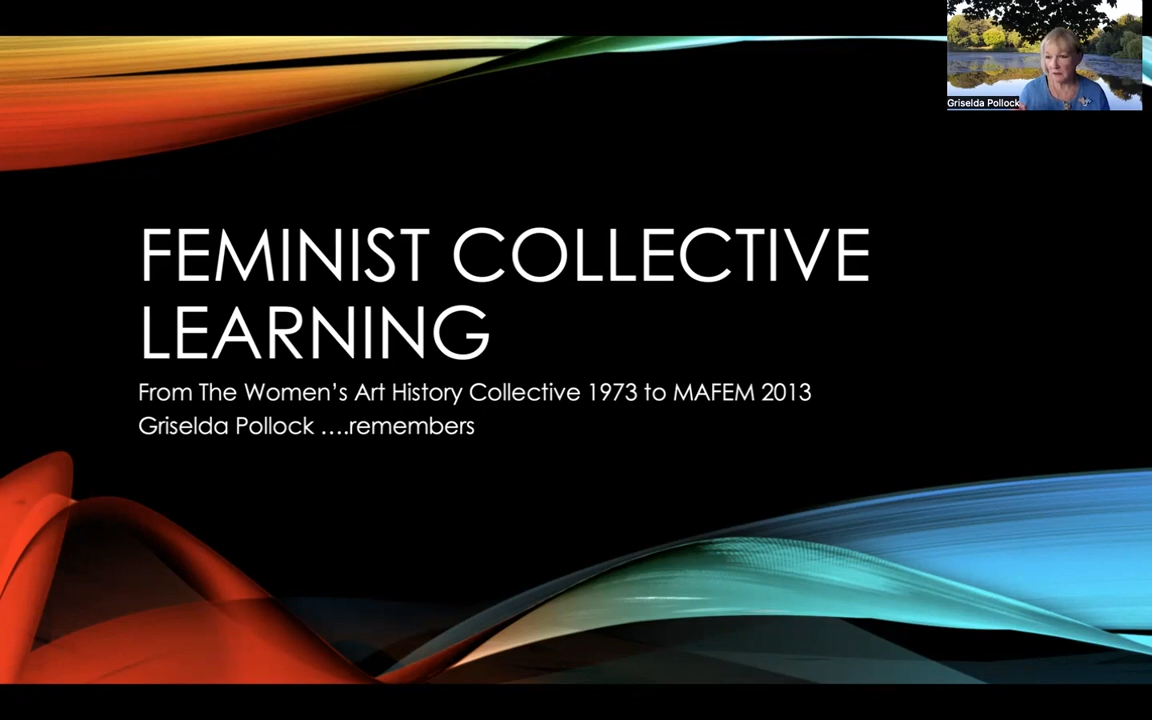 Griselda Pollock
FEMINIST COLLECTIVE
LEARNING
From The Women's Art History Collective 1973 to MAFEM 2013
Griselda Pollock ....remembers